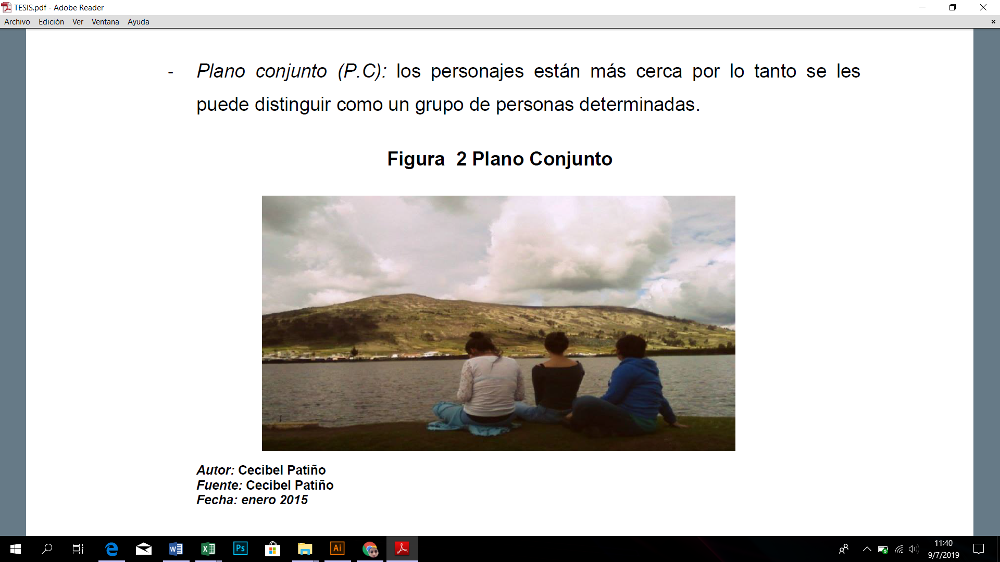 TESIS.pdf - Adobe Reader
Archivo Edición Ver Ventana Ayuda
- Plano conjunto (P.C): los personajes están más cerca por lo tanto se les
puede distinguir como un grupo de personas determinadas.
Figura 2 Plano Conjunto
Autor: Cecibel Patiño
Fuente: Cecibel Patiño
Fecha: enero 2015
Ps
Ai
11:40
9/7/2019